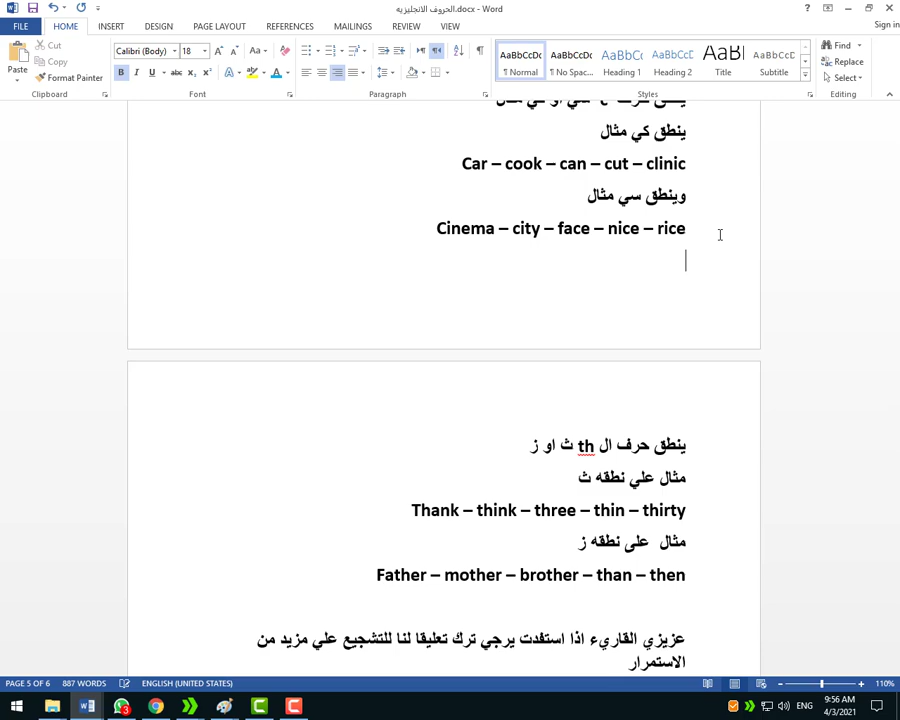 الحروف الانجليزيه.docx - Word
Sign in
FILE HOME INSERT DESIGN PAGE LAYOUT REFERENCES MAILINGS REVIEW VIEW
Paste
Cut
Copy
Format Painter
Calibri (Body) 18
Clipboard
Font
Paragraph
AaBbCcDc
¶ Normal
AaBbCcDc
¶ No Spac...
AaBbCc
Heading 1
AaBbCcD
Heading 2
AaB
Title
AaBbCcD
Subtitle
Styles
Find
Replace
Select
Editing
ينطق كي مثال
Car – cook – can – cut – clinic
وينطق سي مثال
Cinema – city – face – nice – rice
ينطق حرف ال th ث او ز
مثال علي نطقه ث
Thank – think – three – thin – thirty
مثال على نطقه ز
Father – mother – brother – than – then
عزيزي القاريء اذا استفدت يرجي ترك تعليقا لنا للتشجيع علي مزيد من
الاستمرار
PAGE 5 OF 6 887 WORDS ENGLISH (UNITED STATES) 110%
3
ENG
9:56 AM
4/3/2021